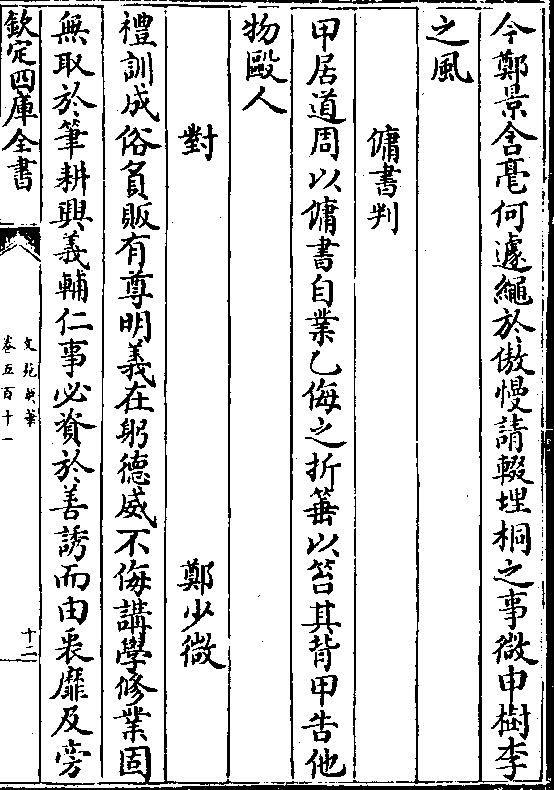 今鄭景含毫何遽繩於傲慢請輟埋桐之事微申樹李
之風
傭書判
甲居道周以傭書自業乙侮之折箠以笞其背甲告他
物毆人
對
鄭少微
禮訓成俗負販有尊明義在躬德威不侮講學修業固
無取於筆耕興義輔仁事必資於善誘而由衷靡及旁
欽定四庫全書
文苑英華
卷五百十一
十二